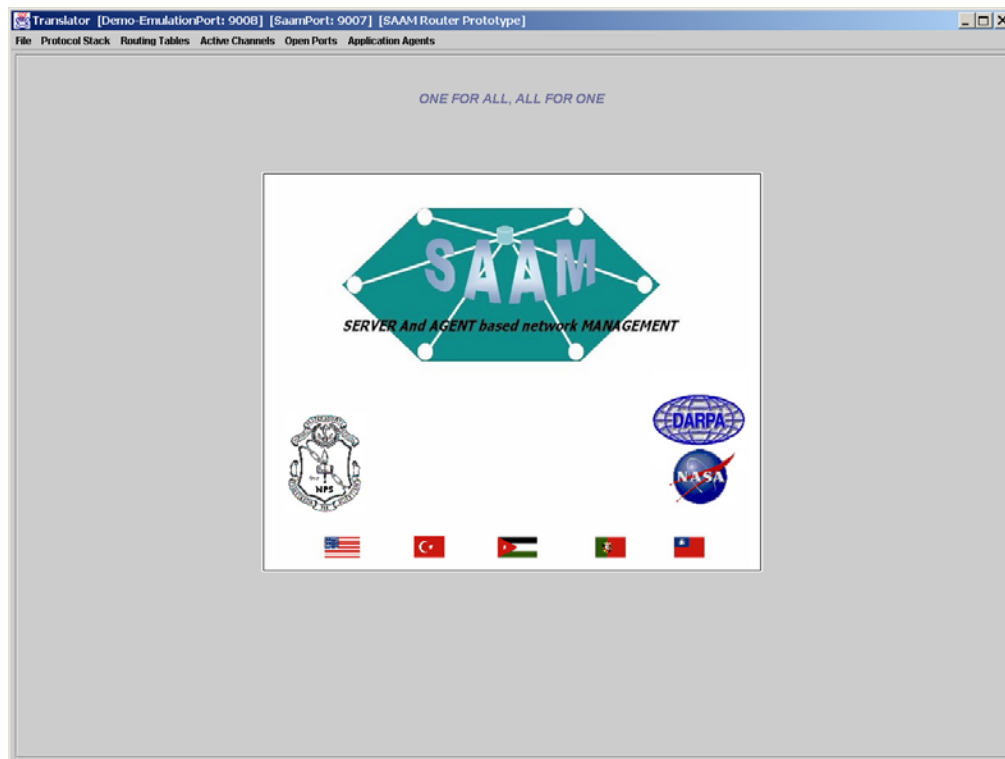 Translator [Demo-EmulationPort: 9008] [SaamPort: 9007] [SAAM Router Prototype]
File Protocol Stack Routing Tables Active Channels Open Ports Application Agents
ONE FOR ALL, ALL FOR ONE
SAAM
SERVER And AGENT based network MANAGEMENT
DARPA
NASA
NPS